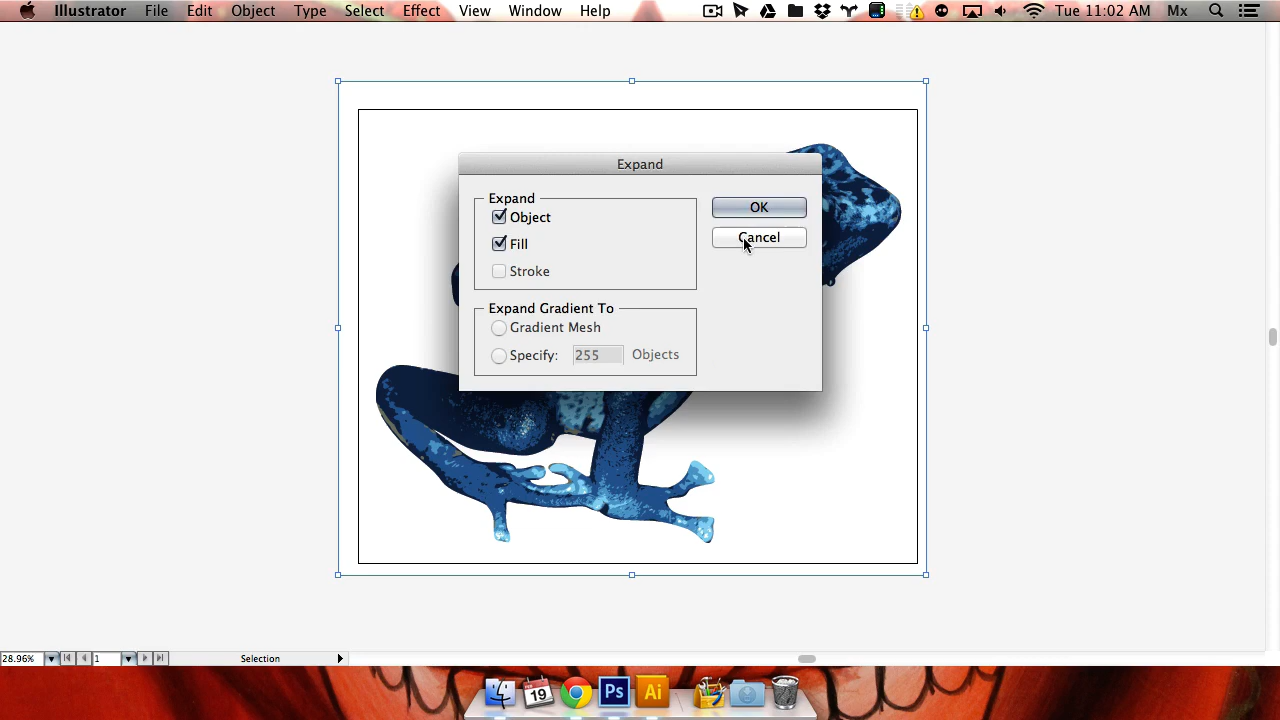 Illustrator File Edit Object Type Select Effect View Window Help Tue 11:02 AM Mx
Expand
Expand
Object
Fill
Stroke
OK
Cancel
Expand Gradient To
Gradient Mesh
Specify: 255 Objects
28.96% 1 Selection
19 Ps Ai